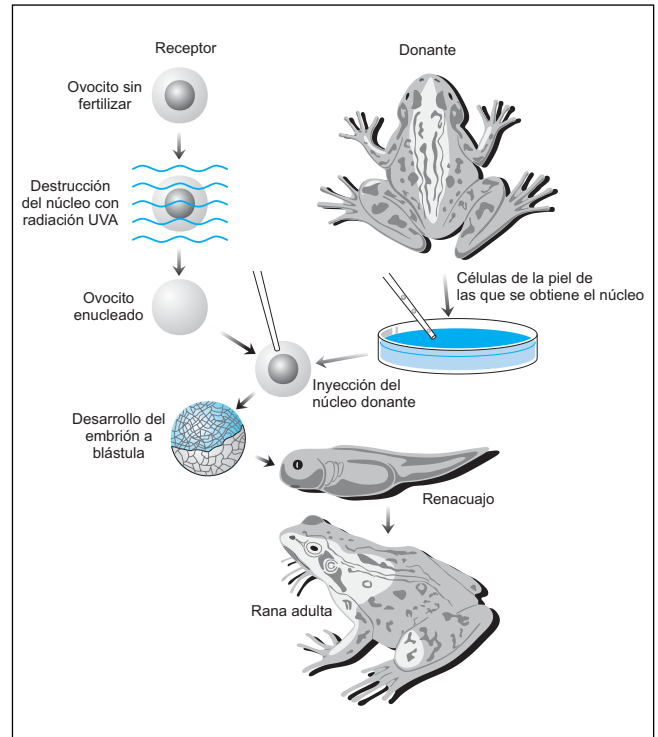 Receptor
Donante
Ovocito sin
fertilizar
Destrucción
del núcleo con
radiación UVA
Células de la piel de
las que se obtiene el núcleo
Ovocito
enucleado
Inyección del
núcleo donante
Desarrollo del
embrión a
blástula
Renacuajo
Rana adulta